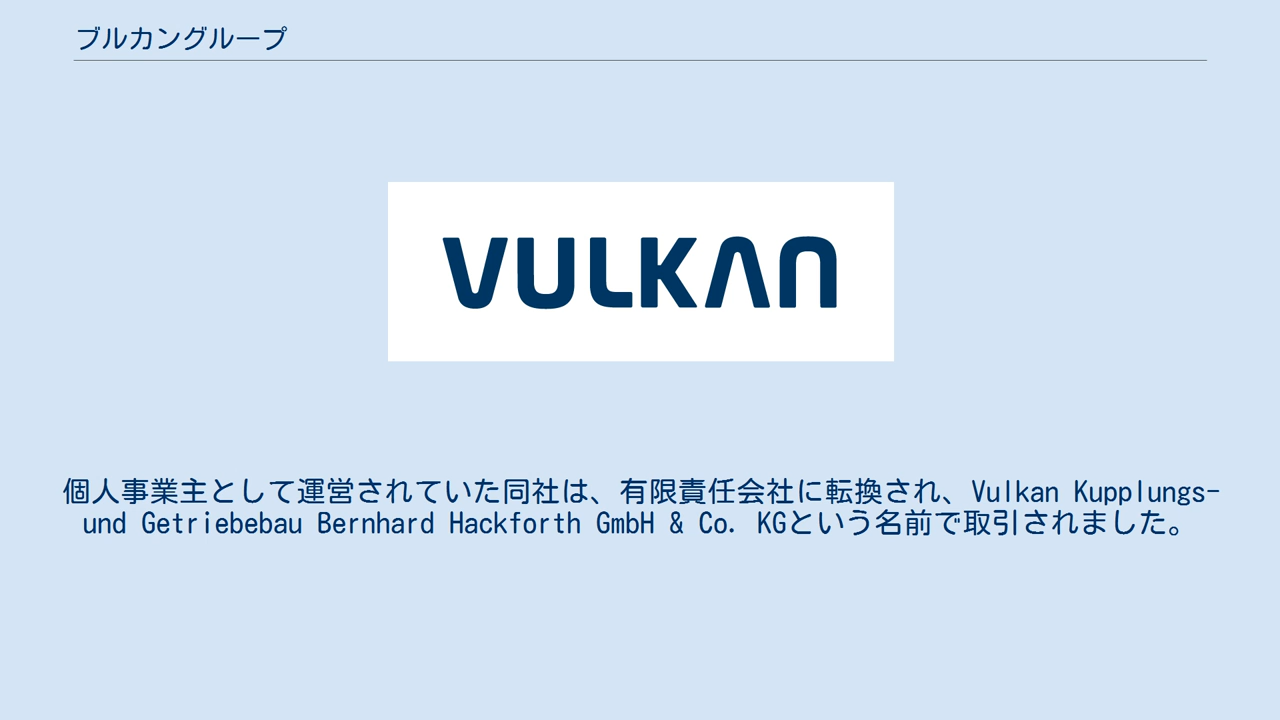 ブルカングループ
VULKAN
個人事業主として運営されていた同社は、有限責任会社に転換され、Vulkan Kupplungs-
und Getriebebau Bernhard Hackforth GmbH & Co. KGという名前で取引されました。